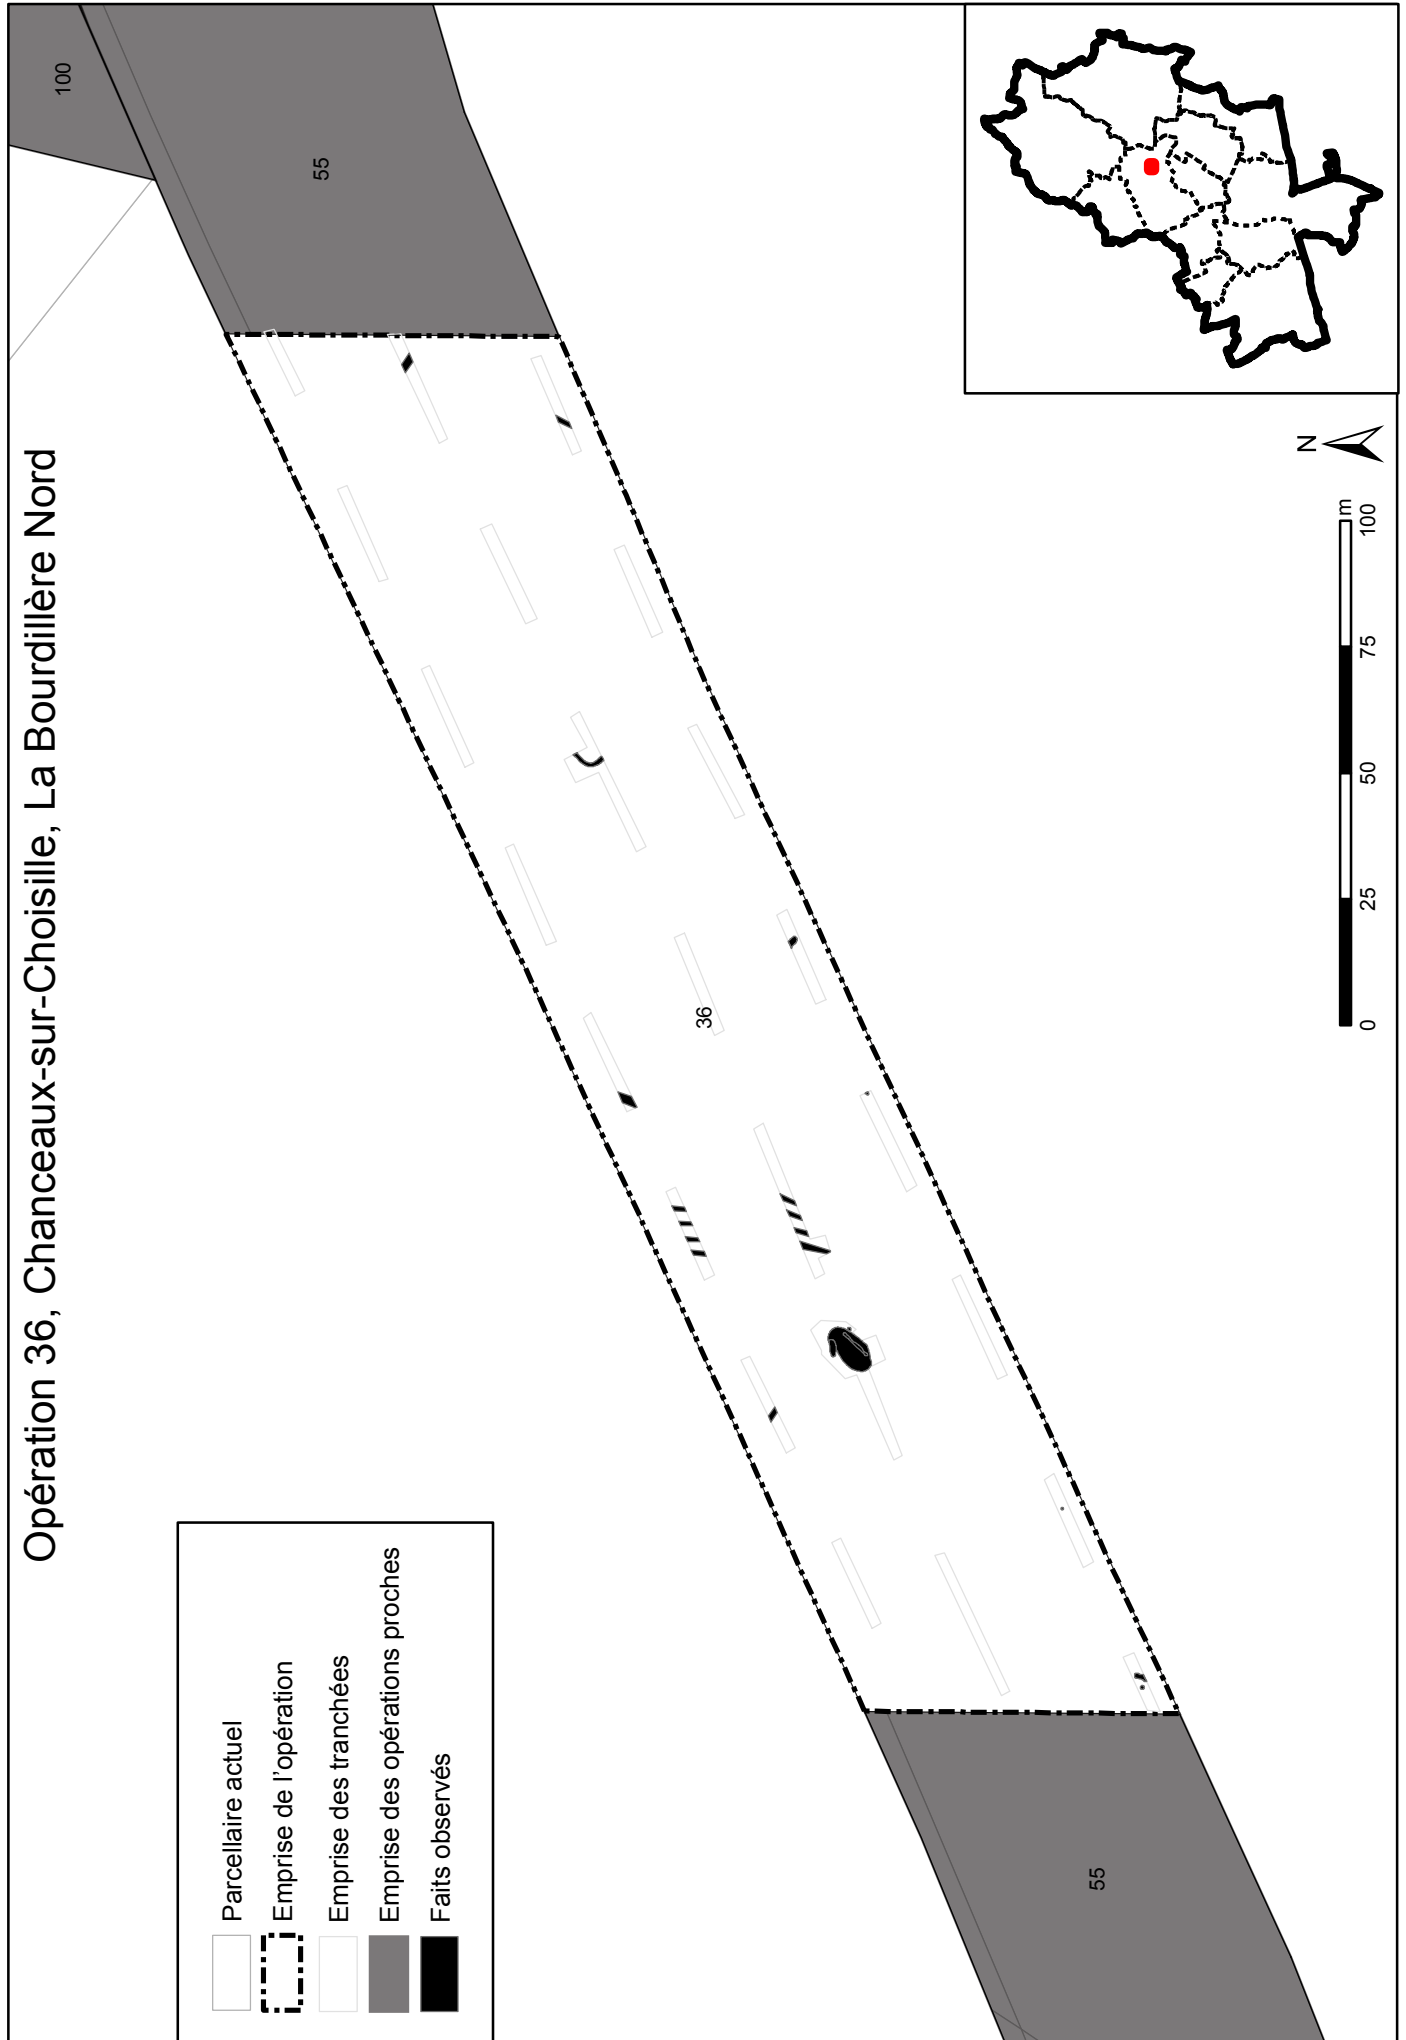 Opération 36, Chanceaux-sur-Choisille, La Bourdillère Nord
100
55
36
55
Parcellaire actuel
Emprise de l'opération
Emprise des tranchées
Emprise des opérations proches
Faits observés
N
m
0 25 50 75 100